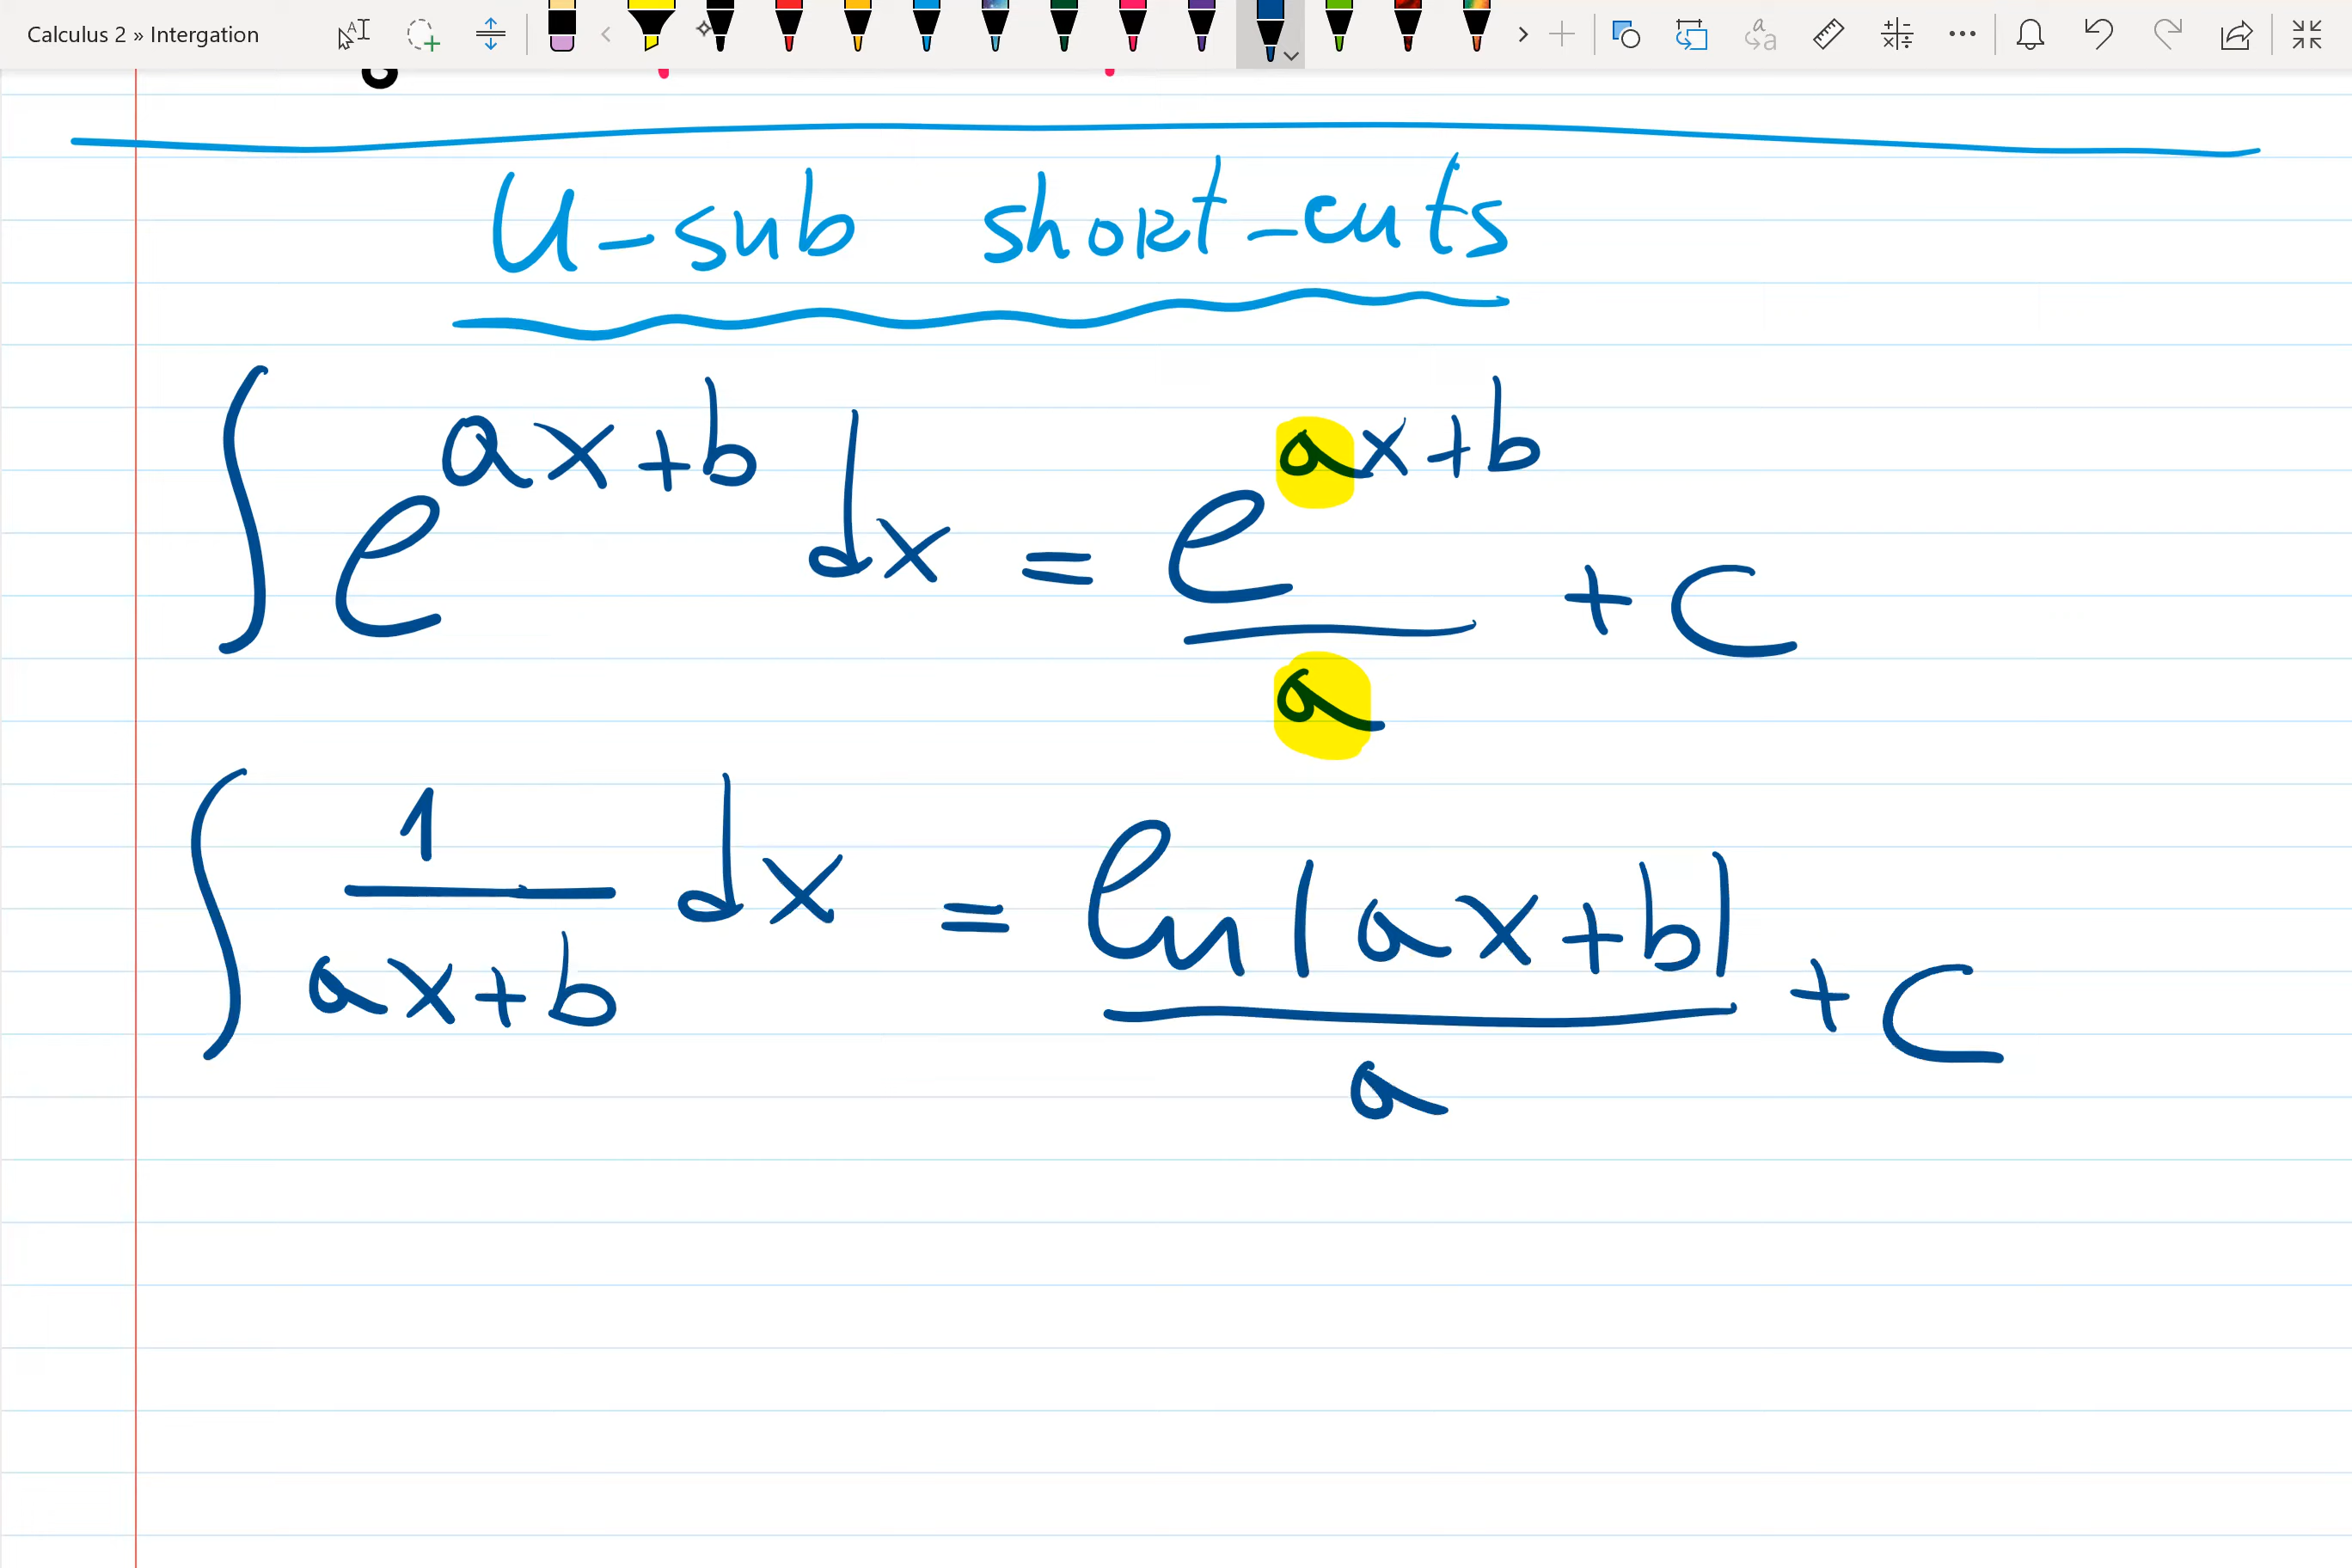 Calculus 2 » Intergation
U-sub short-cuts
∫ e^(ax+b) dx = e^(ax+b)/a + C
∫ 1/(ax+b) dx = ln|ax+b|/a + C